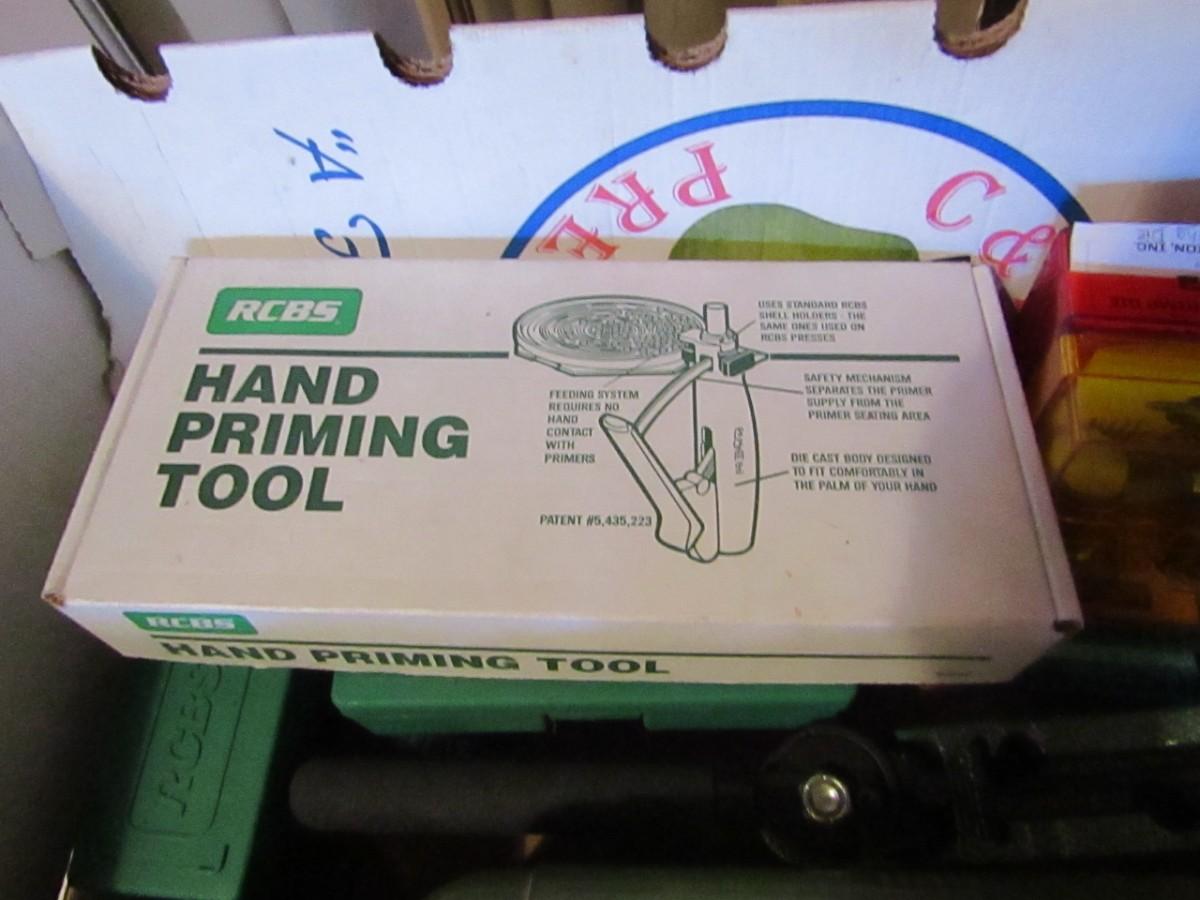 "A
PRE
RCBS
HAND
PRIMING
TOOL
USES STANDARD RCBS
SHELL HOLDERS - THE
SAME ONES USED ON
RCBS PRESSES
FEEDING SYSTEM
REQUIRES NO
HAND
CONTACT
WITH
PRIMERS
SAFETY MECHANISM
SEPARATES THE PRIMER
SUPPLY FROM THE
PRIMER SEATING AREA
DIE CAST BODY DESIGNED
TO FIT COMFORTABLY IN
THE PALM OF YOUR HAND
PATENT #5,435,223
RCBS
HAND PRIMING TOOL
RCBS
ON, INC.